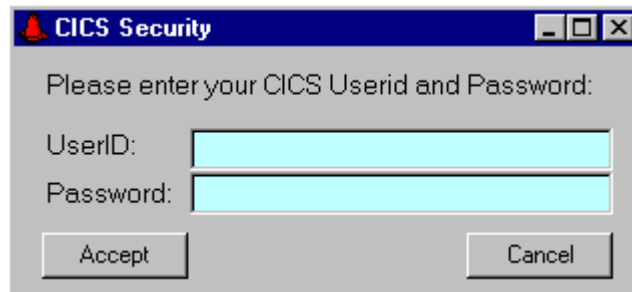 CICS Security
Please enter your CICS Userid and Password:
UserID:
Password:
Accept Cancel